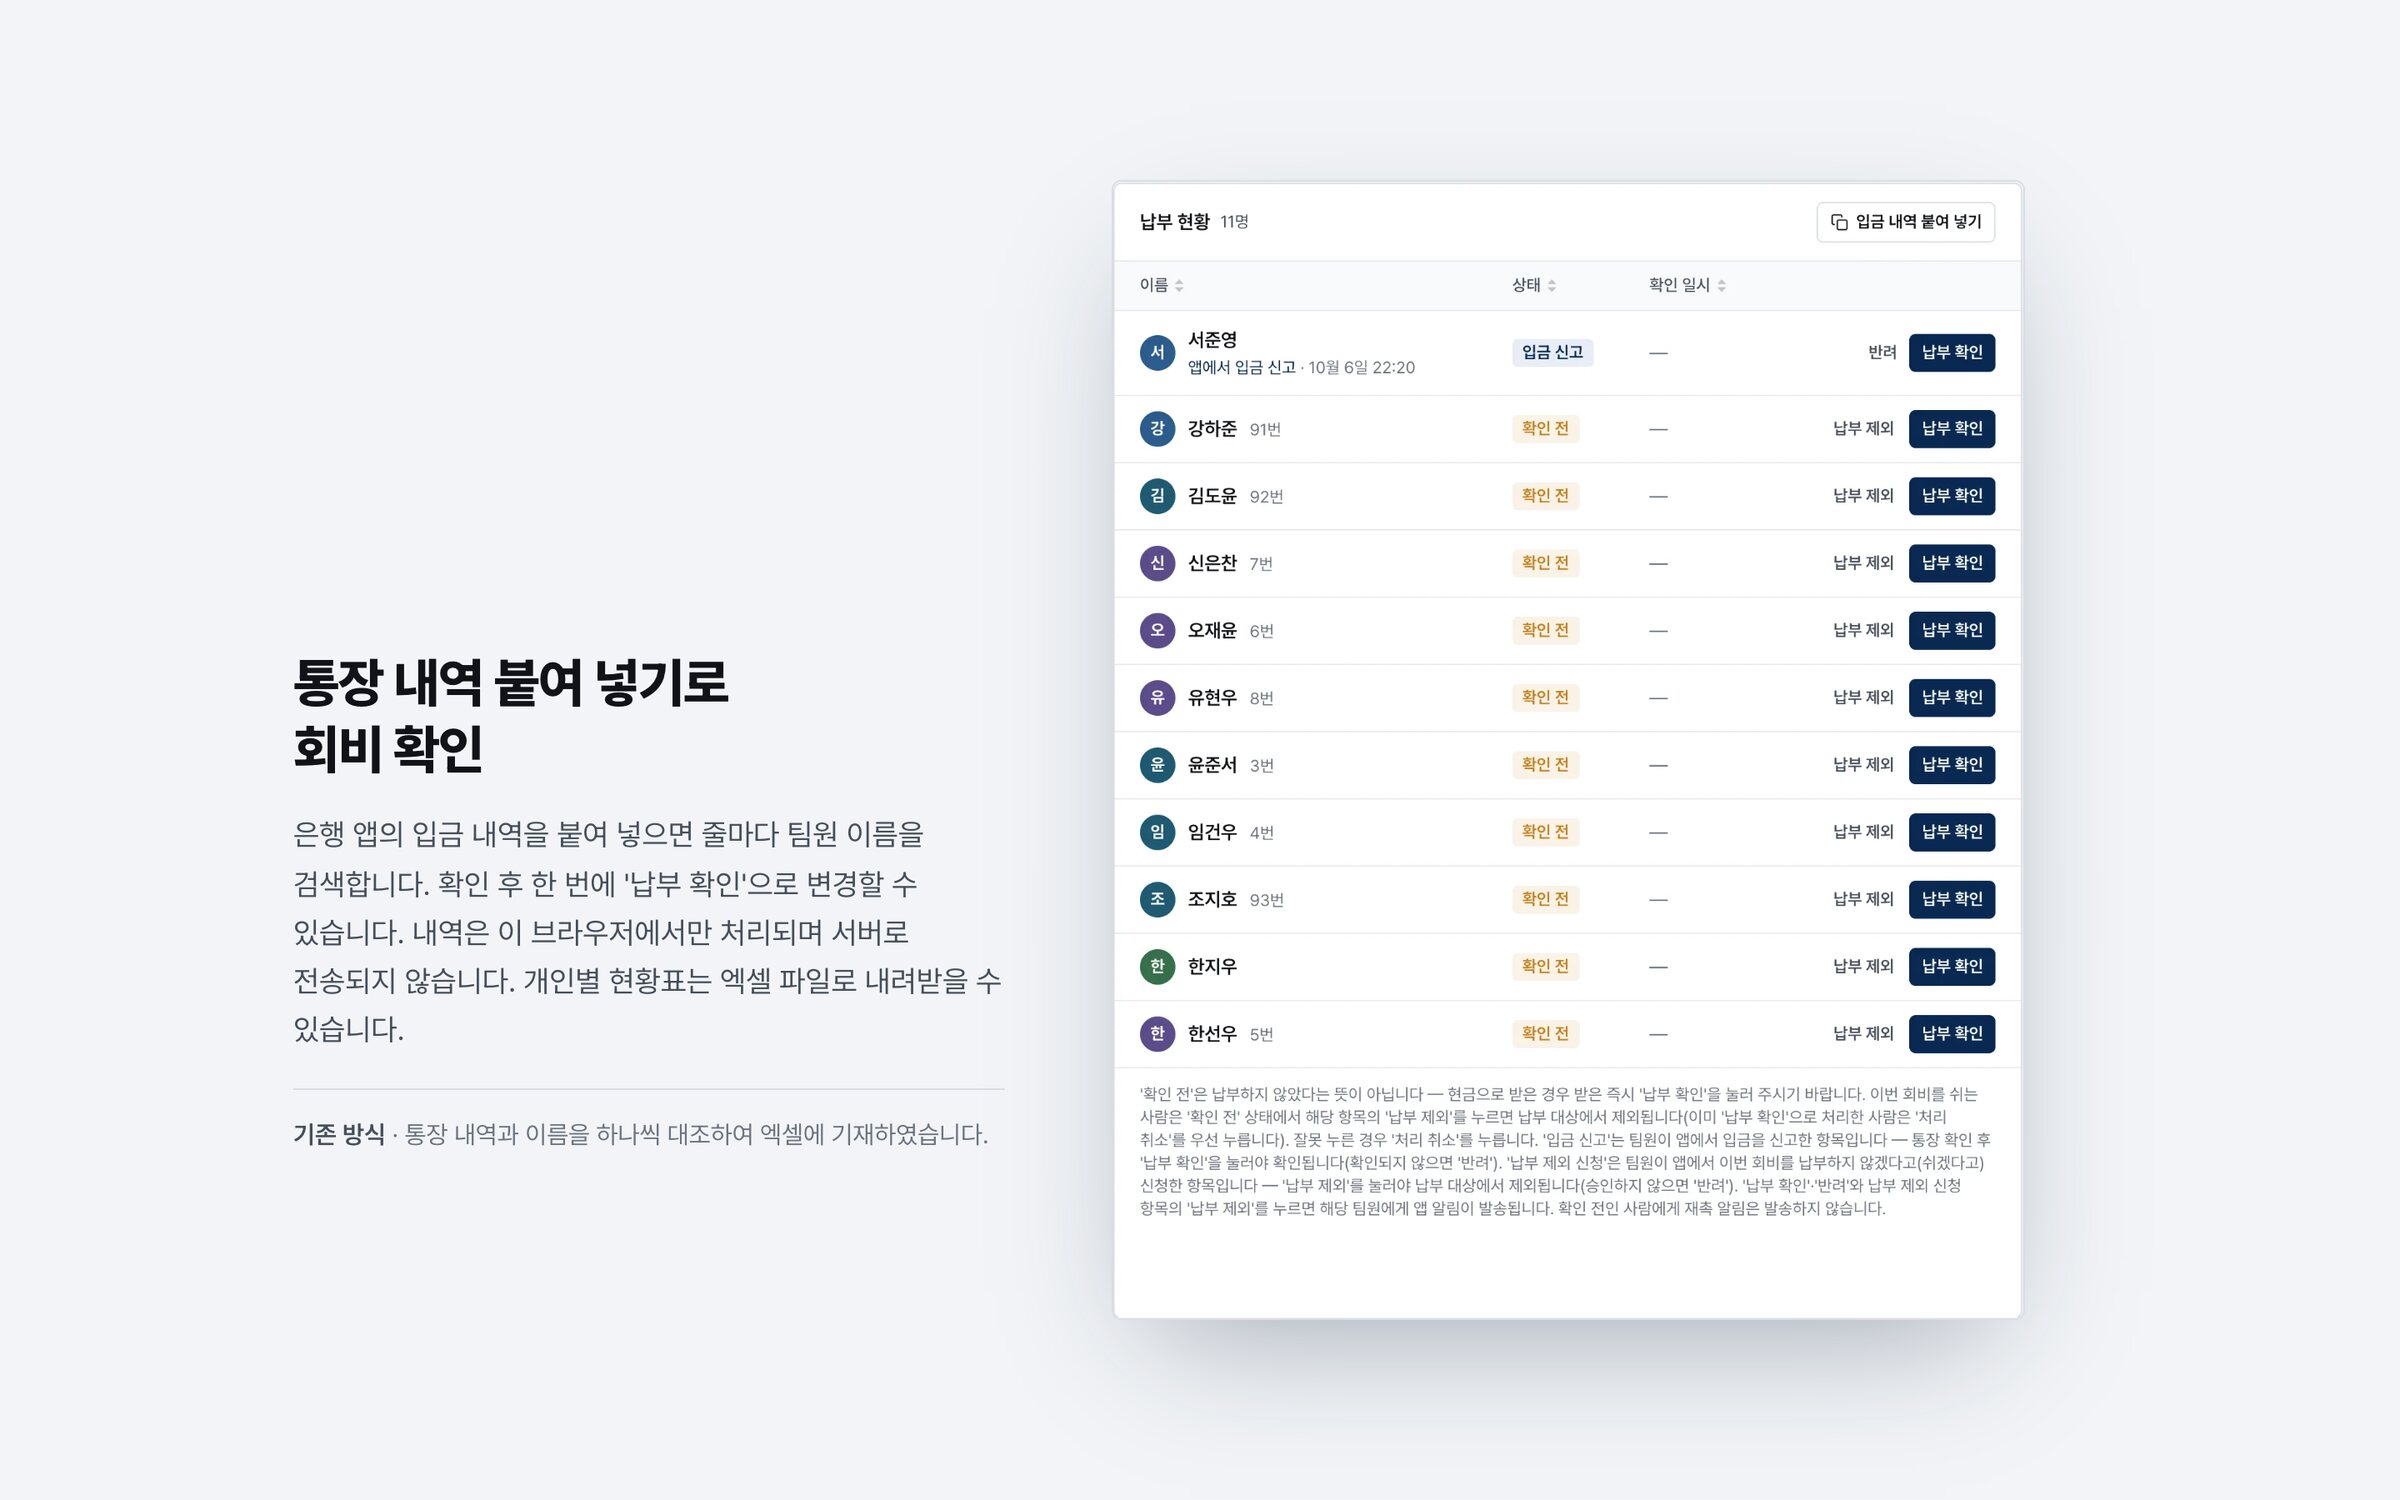 통장 내역 붙여 넣기로
회비 확인
은행 앱의 입금 내역을 붙여 넣으면 줄마다 팀원 이름을
검색합니다. 확인 후 한 번에 '납부 확인'으로 변경할 수
있습니다. 내역은 이 브라우저에서만 처리되며 서버로
전송되지 않습니다. 개인별 현황표는 엑셀 파일로 내려받을 수
있습니다.
기존 방식 · 통장 내역과 이름을 하나씩 대조하여 엑셀에 기재하였습니다.
납부 현황 11명 입금 내역 붙여 넣기
이름 상태 확인 일시
서 서준영 입금 신고 — 반려 납부 확인
앱에서 입금 신고 · 10월 6일 22:20
강 강하준 91번 확인 전 — 납부 제외 납부 확인
김 김도윤 92번 확인 전 — 납부 제외 납부 확인
신 신은찬 7번 확인 전 — 납부 제외 납부 확인
오 오재윤 6번 확인 전 — 납부 제외 납부 확인
유 유현우 8번 확인 전 — 납부 제외 납부 확인
윤 윤준서 3번 확인 전 — 납부 제외 납부 확인
임 임건우 4번 확인 전 — 납부 제외 납부 확인
조 조지호 93번 확인 전 — 납부 제외 납부 확인
한 한지우 확인 전 — 납부 제외 납부 확인
한 한선우 5번 확인 전 — 납부 제외 납부 확인
'확인 전'은 납부하지 않았다는 뜻이 아닙니다 — 현금으로 받은 경우 받은 즉시 '납부 확인'을 눌러 주시기 바랍니다. 이번 회비를 쉬는
사람은 '확인 전' 상태에서 해당 항목의 '납부 제외'를 누르면 납부 대상에서 제외됩니다(이미 '납부 확인'으로 처리한 사람은 '처리
취소'를 우선 누릅니다). 잘못 누른 경우 '처리 취소'를 누릅니다. '입금 신고'는 팀원이 앱에서 입금을 신고한 항목입니다 — 통장 확인 후
'납부 확인'을 눌러야 확인됩니다(확인되지 않으면 '반려'). '납부 제외 신청'은 팀원이 앱에서 이번 회비를 납부하지 않겠다고(쉬겠다고)
신청한 항목입니다 — '납부 제외'를 눌러야 납부 대상에서 제외됩니다(승인하지 않으면 '반려'). '납부 확인'·'반려'와 납부 제외 신청
항목의 '납부 제외'를 누르면 해당 팀원에게 앱 알림이 발송됩니다. 확인 전인 사람에게 재촉 알림은 발송하지 않습니다.